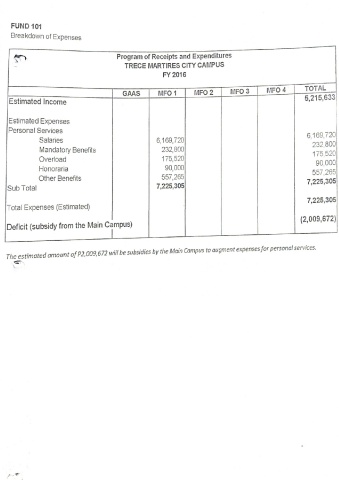 FUND 101
Breakdown of Expenses
Program of Receipts and Expenditures
TRECE MARTIRES CITY CAMPUS
FY 2016
GAAS MFO 1 MFO 2 MFO 3 MFO 4 TOTAL
Estimated Income 5,215,633
Estimated Expenses
Personal Services
Salaries 6,169,720 6,169,720
Mandatory Benefits 232,800 232,800
Overload 175,520 175,520
Honoraria 90,000 90,000
Other Benefits 557,265 557,265
Sub Total 7,225,305 7,225,305
Total Expenses (Estimated) 7,225,305
Deficit (subsidy from the Main Campus) (2,009,672)
The estimated amount of P2,009,672 will be subsidies by the Main Campus to augment expenses for personal services.